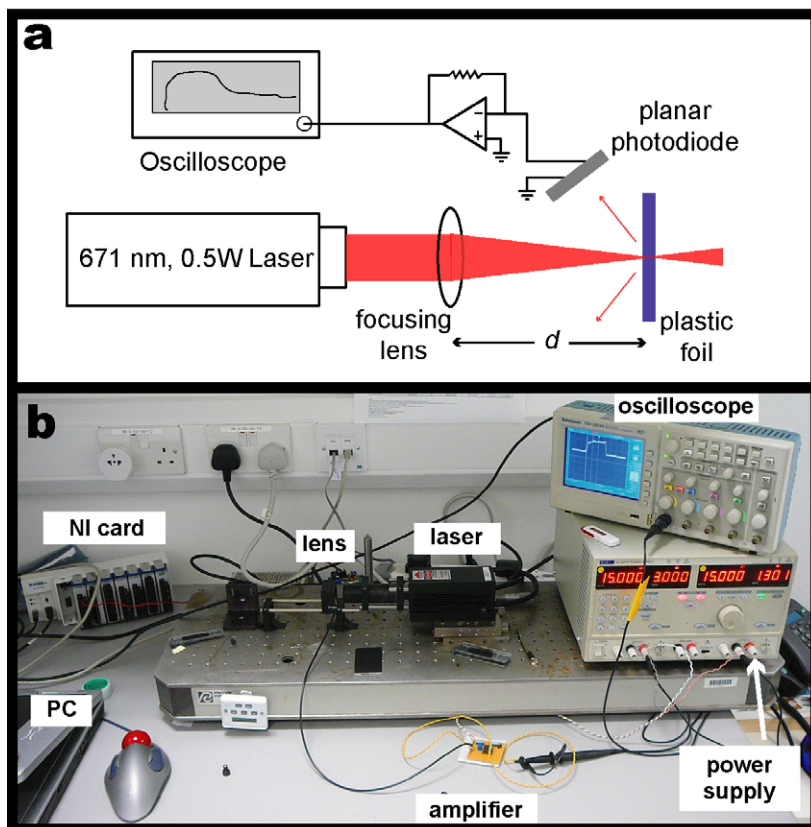 a
Oscilloscope
planar
photodiode
671 nm, 0.5W Laser
focusing
lens
d
plastic
foil
b
oscilloscope
Tektronix
NI card
lens
laser
15.000 3.000 15.000 1.301
PC
amplifier
power
supply